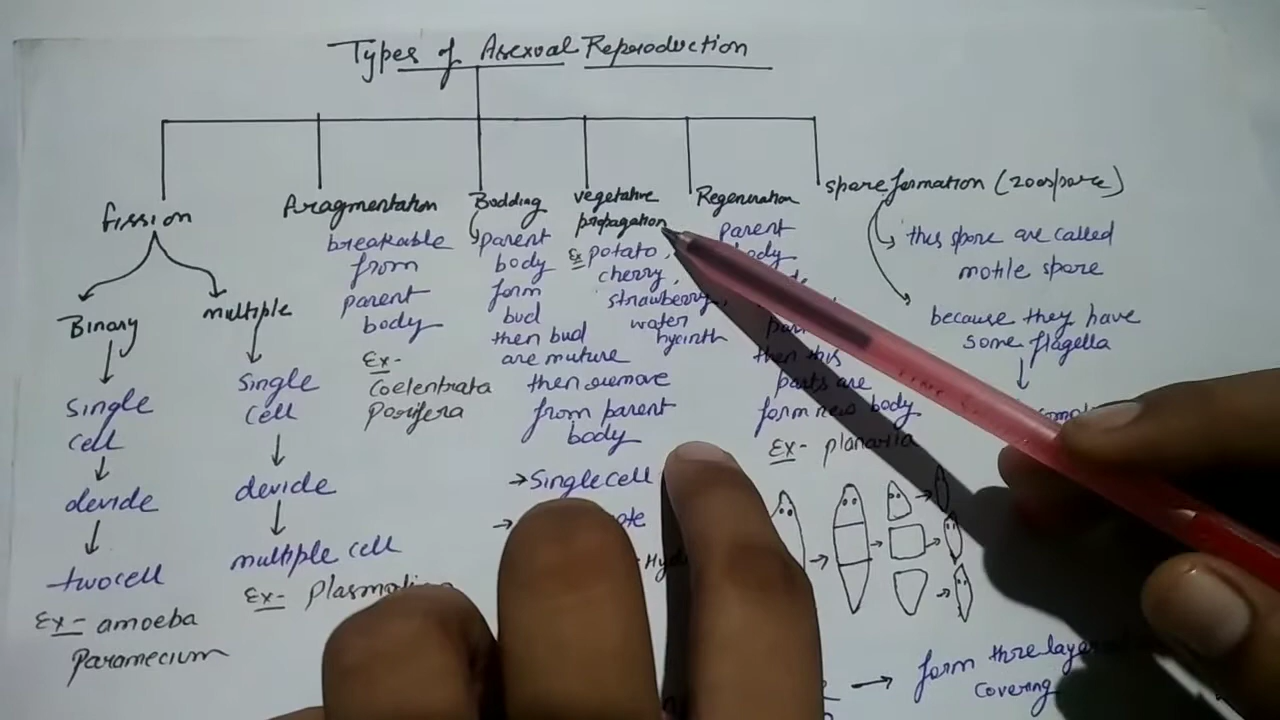 Types of Asexual Reproduction
fission
Binary
single
cell
devide
two cell
Ex- amoeba
Paramecium
multiple
single
cell
devide
multiple cell
Ex-
Fragmentation
breakable
from
parent
body
Ex-
Coelentrata
Porifera
Budding
parent
body
form
bud
then bud
are muture
then remove
from parent
body
Single cell
vegetative
propagation
Ex potato,
cherry,
strawberry,
water
hycinth
Regeneration
parent
body
then this
parts are
form new body
Ex- planaria
spore formation (zoospore)
this spore are called
motile spore
because they have
some flagella
form three layer
covering